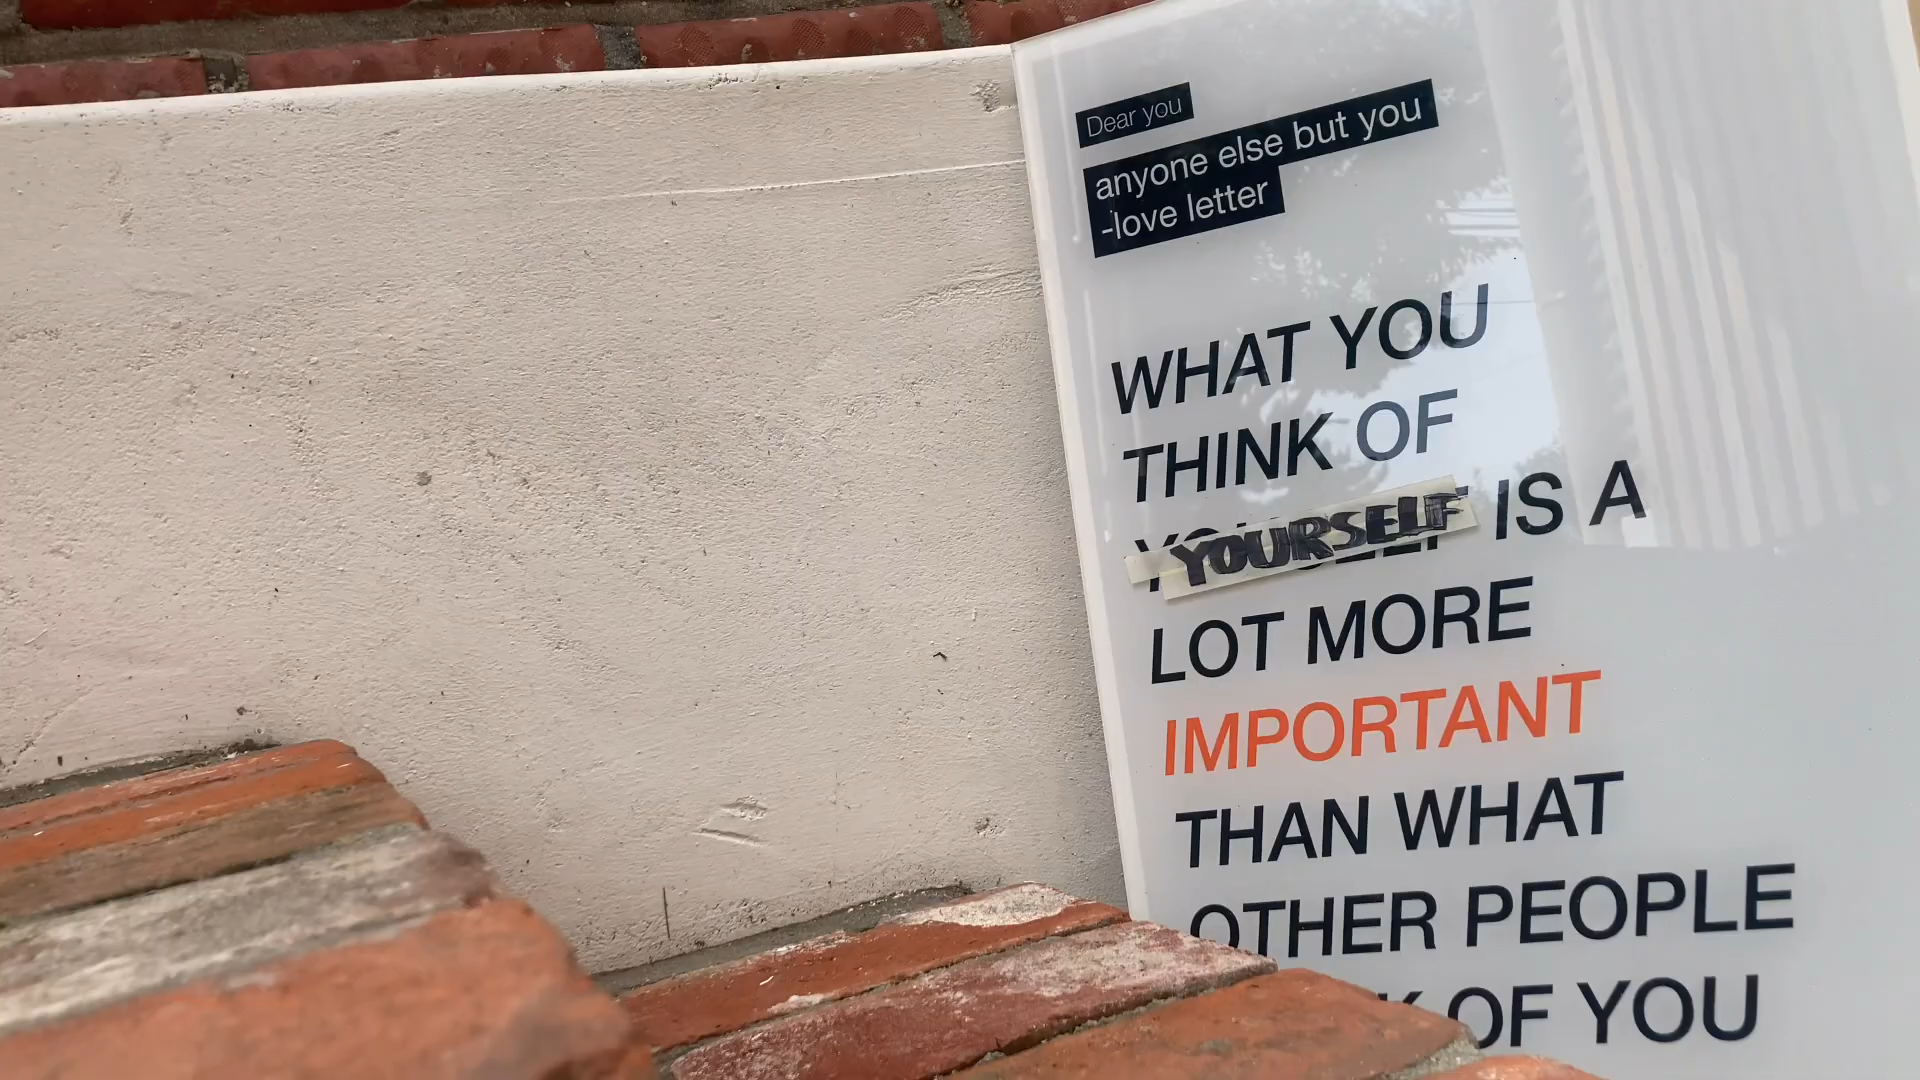 Dear you
anyone else but you
-love letter
WHAT YOU
THINK OF
YOURSELF IS A
LOT MORE
IMPORTANT
THAN WHAT
OTHER PEOPLE
OF YOU